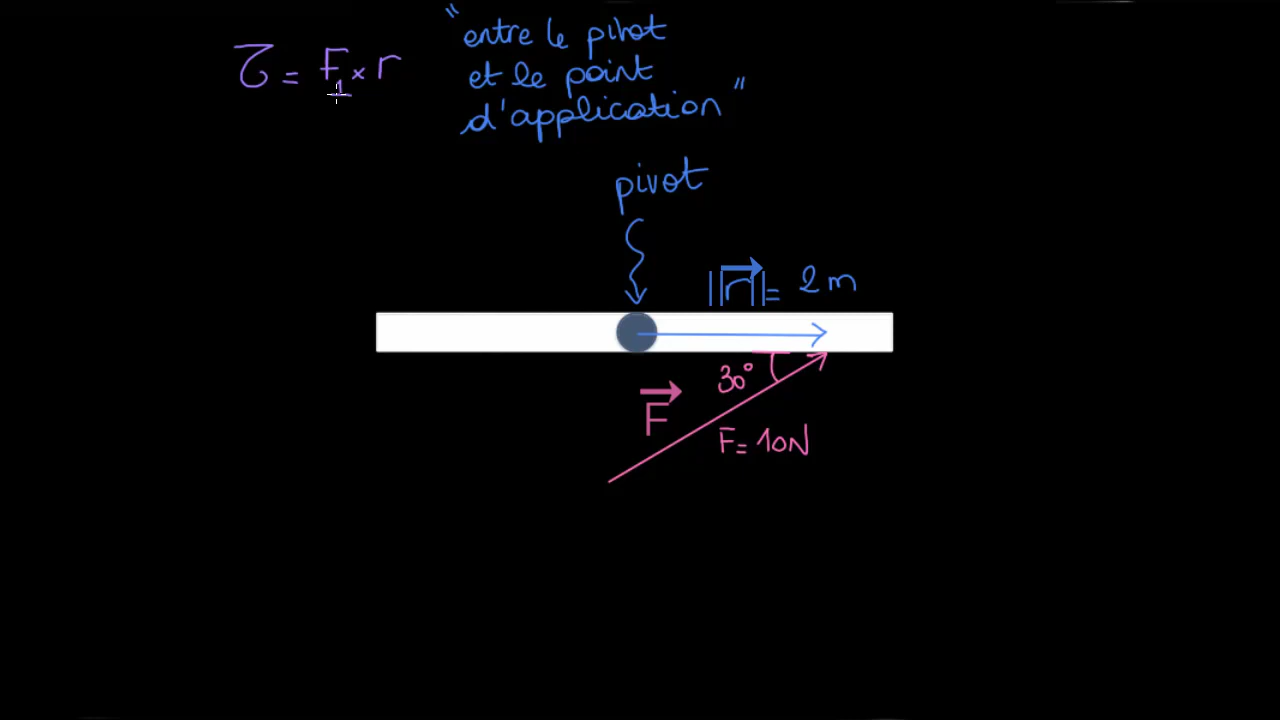 τ = F⊥ × r
"entre le pivot
et le point
d'application"
pivot
|r⃗| = 2 m
30°
F⃗
F = 10N